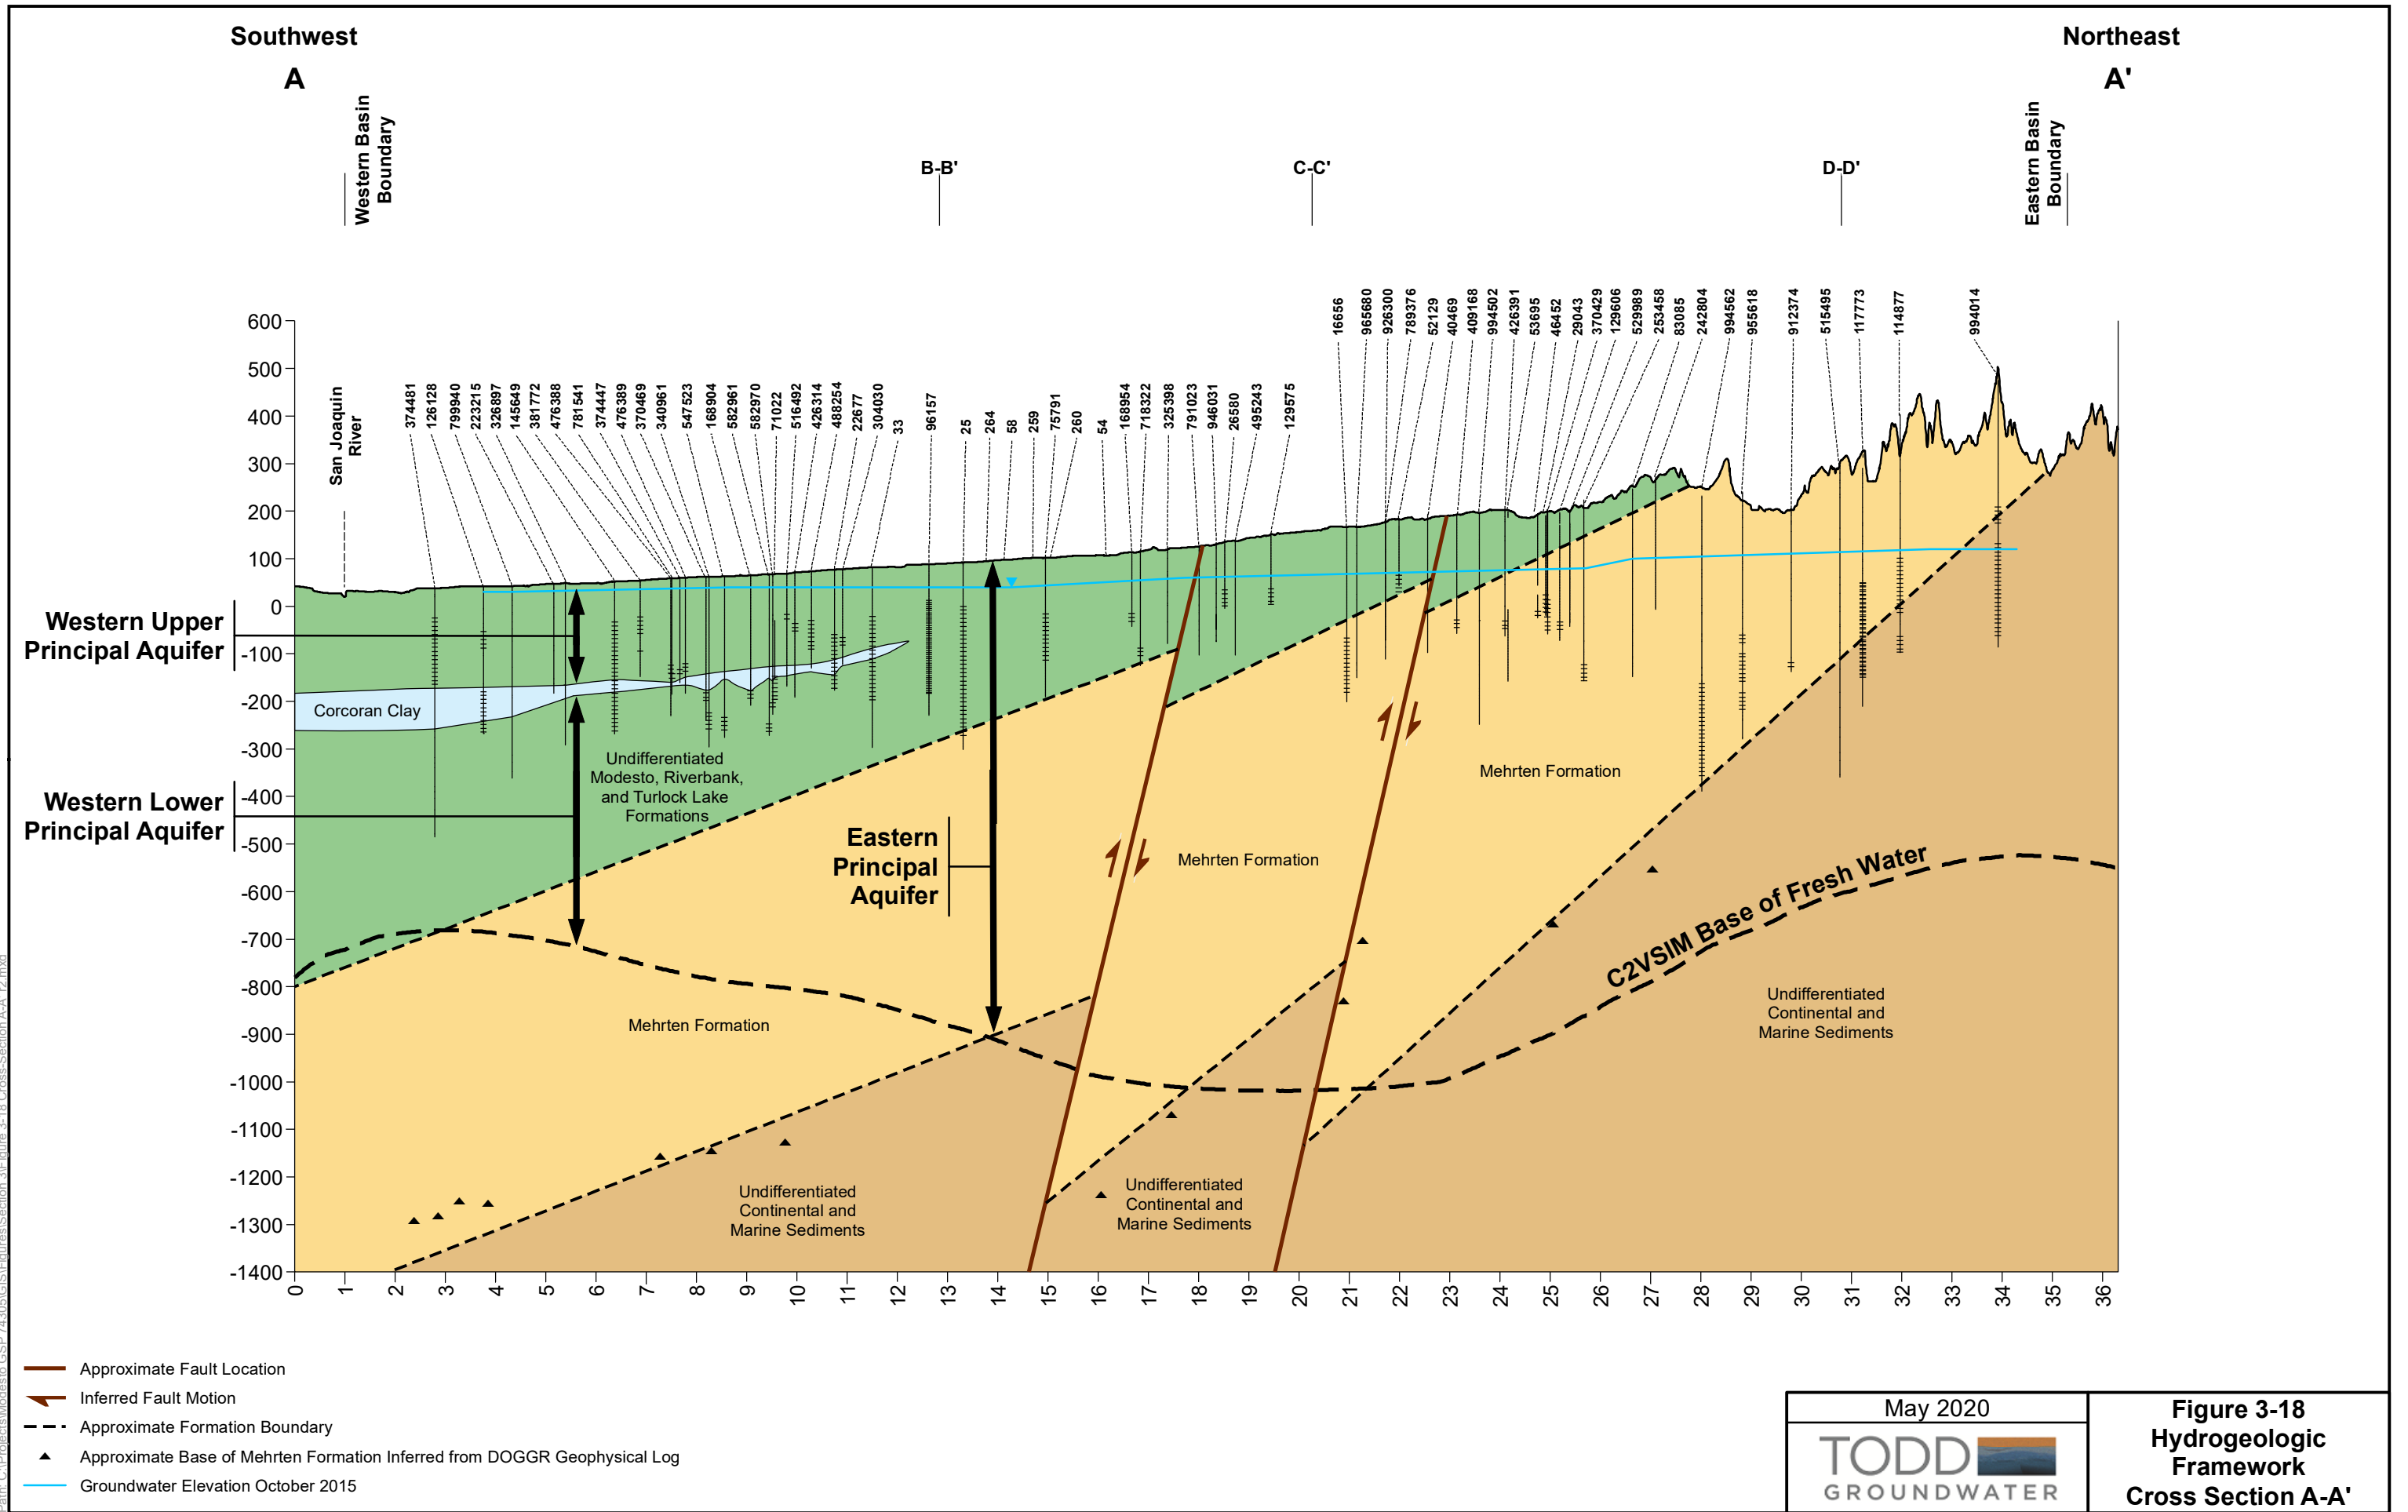 Southwest
A
Northeast
A'
Western Basin
Boundary
B-B'
C-C'
D-D'
Eastern Basin
Boundary
San Joaquin
River
374481
126128
799940
223215
326897
145649
381772
476388
781541
374447
476389
370469
340961
547523
168904
582961
582970
71022
516492
426314
488254
22677
304030
33
96157
25
264
58
259
75791
260
54
168954
718322
325398
791023
946031
26580
495243
129575
16656
965680
926300
789376
52129
40469
409168
994502
426391
53695
46452
29043
370429
129606
529989
253458
83085
242804
994562
955618
912374
515495
117773
114877
994014
600
500
400
300
200
100
0
-100
-200
-300
-400
-500
-600
-700
-800
-900
-1000
-1100
-1200
-1300
-1400
Western Upper
Principal Aquifer
Western Lower
Principal Aquifer
Corcoran Clay
Undifferentiated
Modesto, Riverbank,
and Turlock Lake
Formations
Eastern
Principal
Aquifer
Mehrten Formation
Mehrten Formation
Mehrten Formation
C2VSIM Base of Fresh Water
Undifferentiated
Continental and
Marine Sediments
Undifferentiated
Continental and
Marine Sediments
Undifferentiated
Continental and
Marine Sediments
0 1 2 3 4 5 6 7 8 9 10 11 12 13 14 15 16 17 18 19 20 21 22 23 24 25 26 27 28 29 30 31 32 33 34 35 36
Approximate Fault Location
Inferred Fault Motion
Approximate Formation Boundary
Approximate Base of Mehrten Formation Inferred from DOGGR Geophysical Log
Groundwater Elevation October 2015
May 2020
TODD
GROUNDWATER
Figure 3-18
Hydrogeologic
Framework
Cross Section A-A'